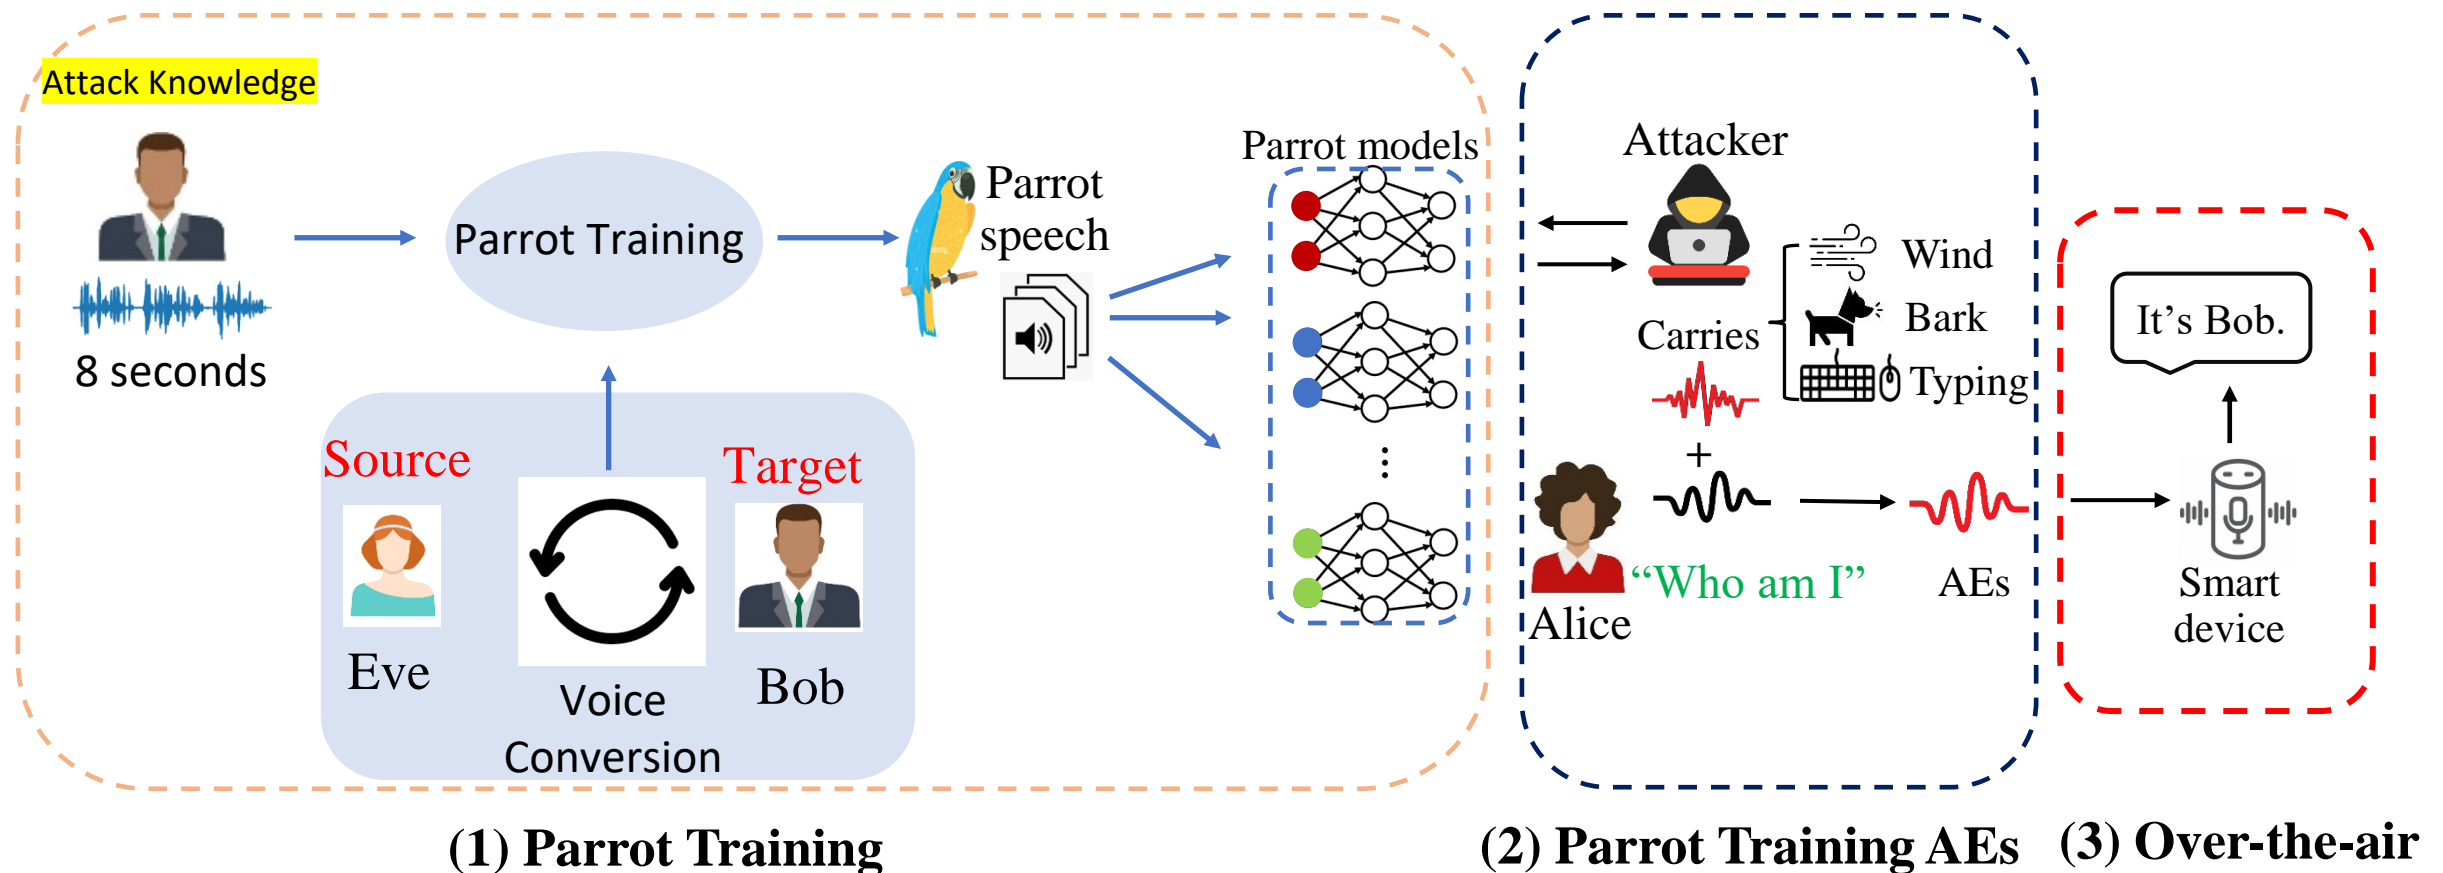 Attack Knowledge
8 seconds
Parrot Training
Source
Target
Eve
Voice
Conversion
Bob
Parrot
speech
Parrot models
Attacker
Carries
Wind
Bark
Typing
+
Alice
“Who am I”
AEs
It’s Bob.
Smart
device
(1) Parrot Training
(2) Parrot Training AEs
(3) Over-the-air